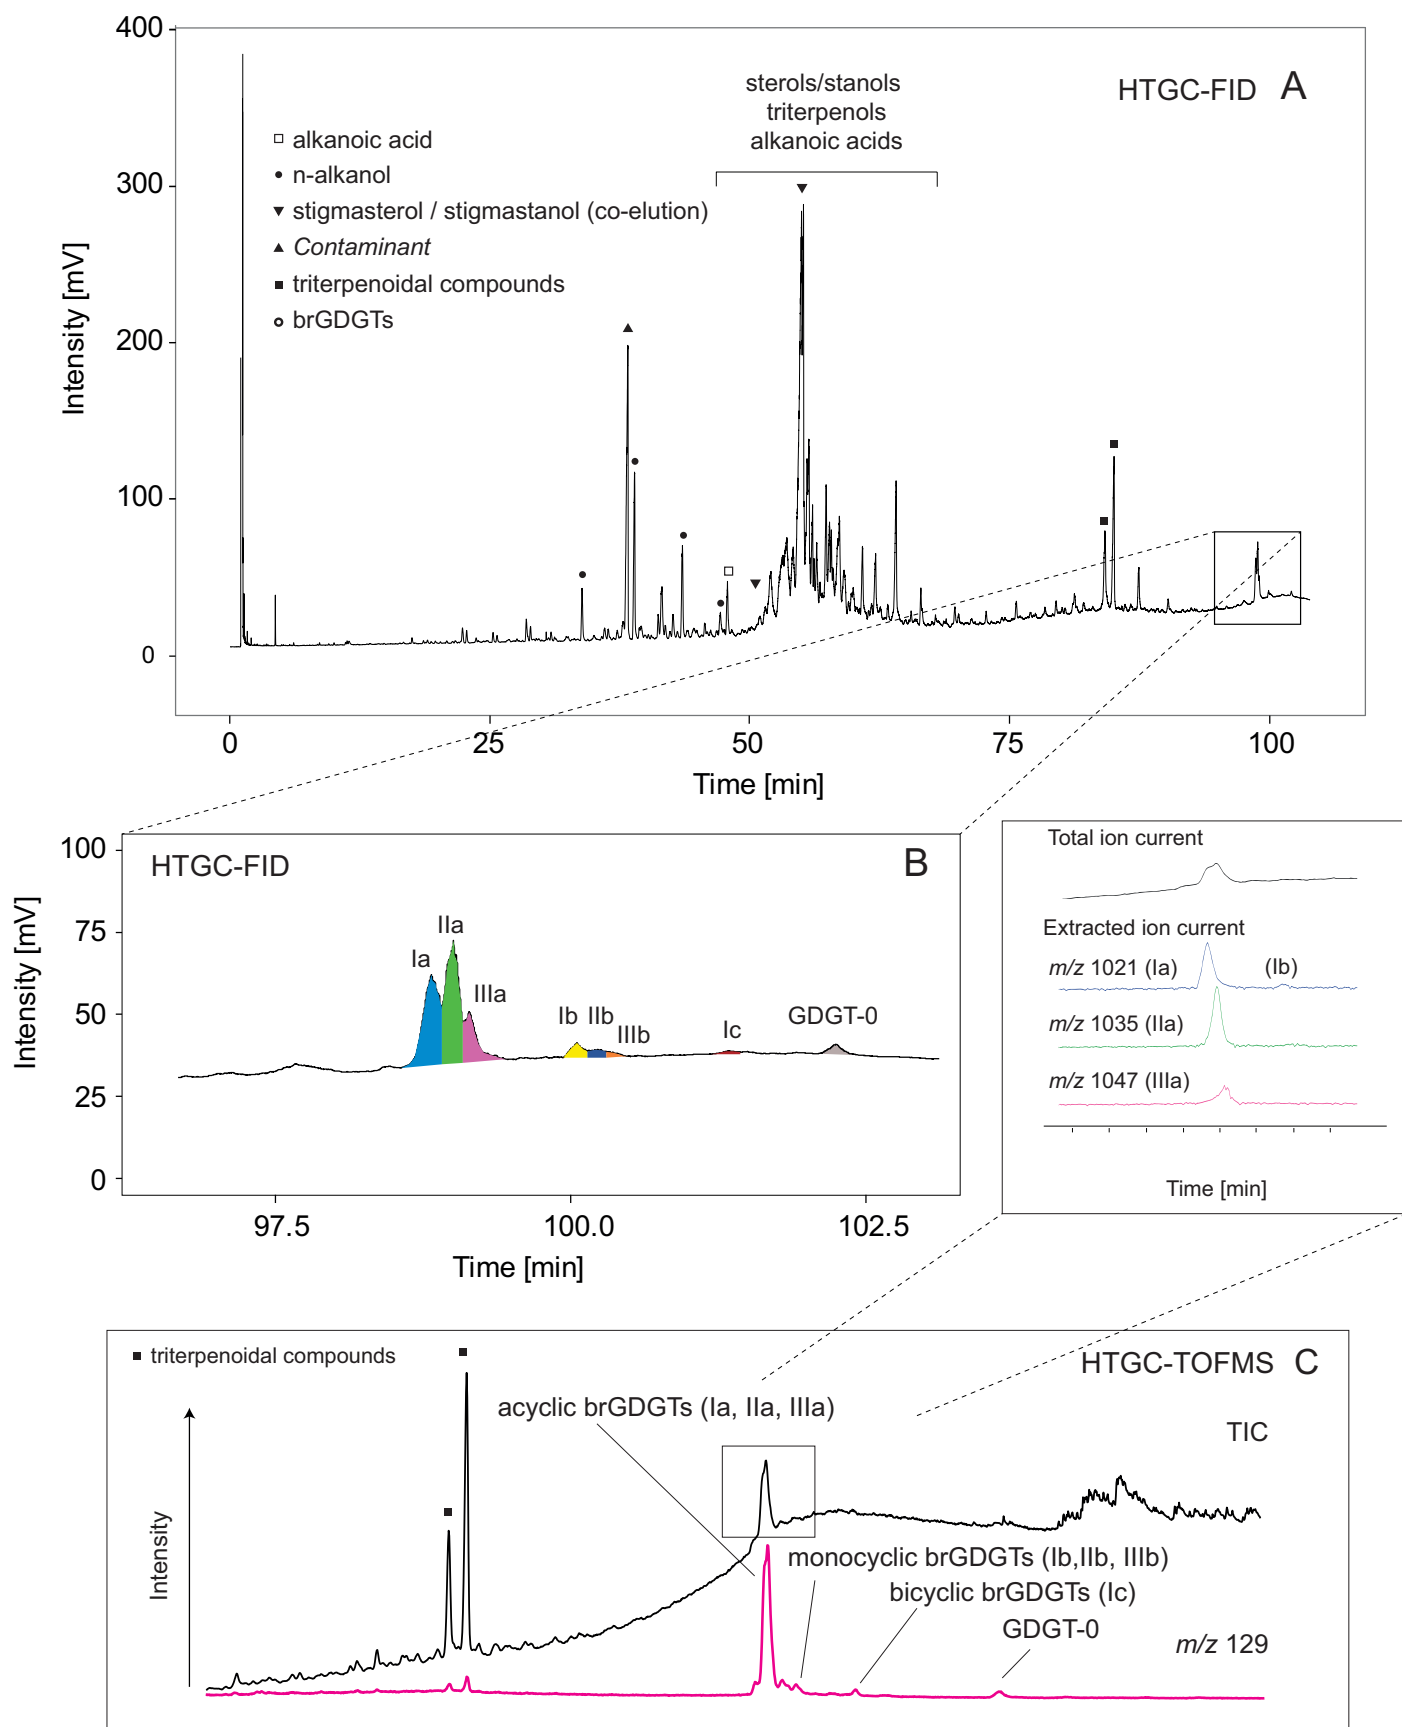 HTGC-FID A
sterols/stanols
triterpenols
alkanoic acids
alkanoic acid
n-alkanol
stigmasterol / stigmastanol (co-elution)
Contaminant
triterpenoidal compounds
brGDGTs
Intensity [mV]
400
300
200
100
0
0 25 50 75 100
Time [min]
HTGC-FID B
Intensity [mV]
100
75
50
25
0
Ia
IIa
IIIa
Ib IIb IIIb
Ic
GDGT-0
97.5 100.0 102.5
Time [min]
Total ion current
Extracted ion current
m/z 1021 (Ia) (Ib)
m/z 1035 (IIa)
m/z 1047 (IIIa)
Time [min]
triterpenoidal compounds
HTGC-TOFMS C
acyclic brGDGTs (Ia, IIa, IIIa)
TIC
Intensity
monocyclic brGDGTs (Ib,IIb, IIIb)
bicyclic brGDGTs (Ic)
GDGT-0
m/z 129